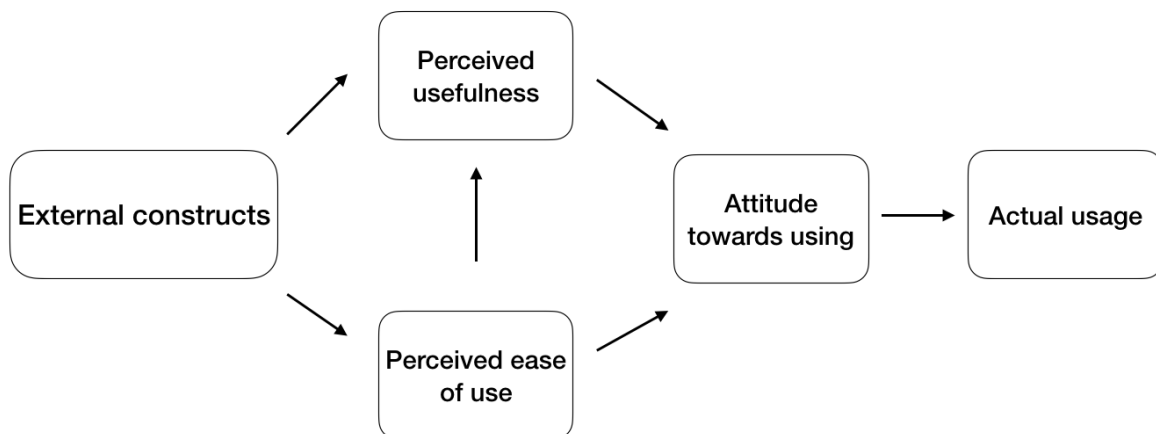 Perceived
usefulness
External constructs
Attitude
towards using
Actual usage
Perceived ease
of use